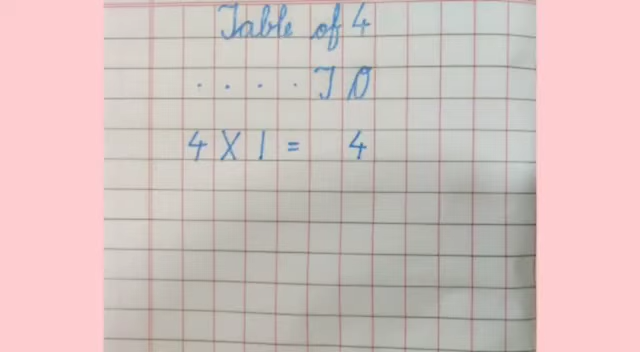 Table of 4
. . . . T O
4 X 1 = 4